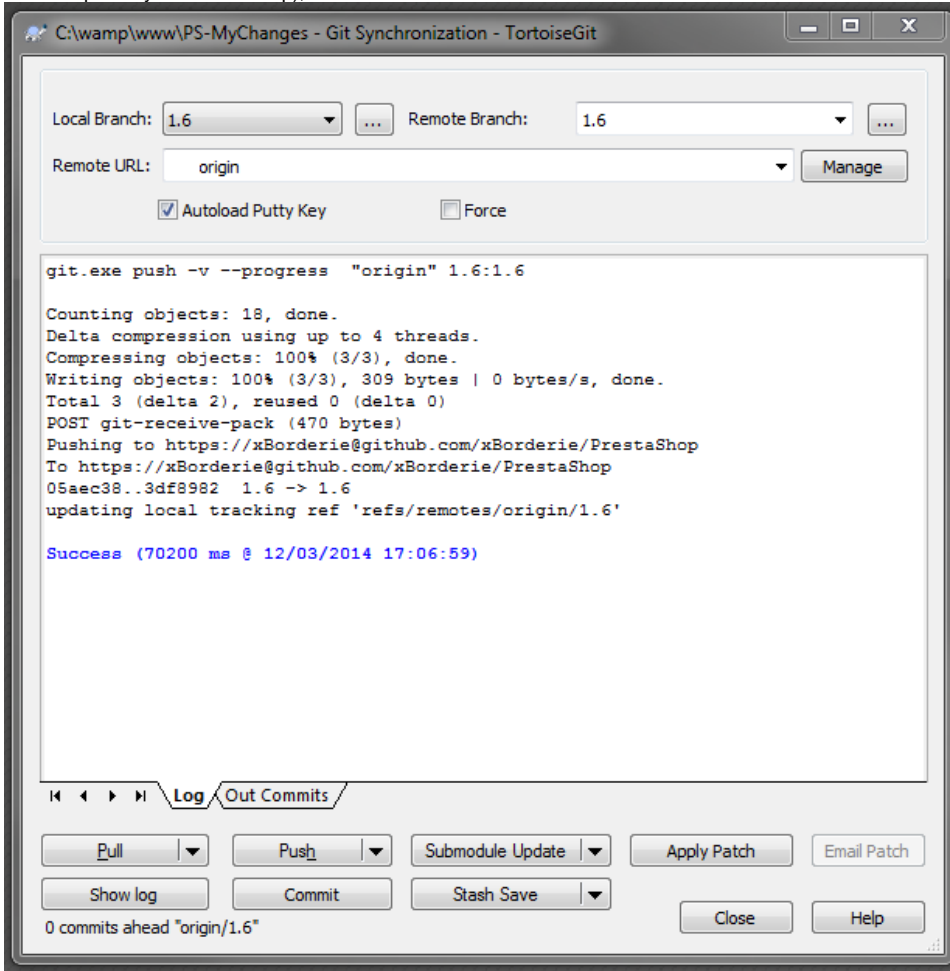 C:\wamp\www\PS-MyChanges - Git Synchronization - TortoiseGit
Local Branch: 1.6 ... Remote Branch: 1.6 ...
Remote URL: origin Manage
Autoload Putty Key Force
git.exe push -v --progress "origin" 1.6:1.6
Counting objects: 18, done.
Delta compression using up to 4 threads.
Compressing objects: 100% (3/3), done.
Writing objects: 100% (3/3), 309 bytes | 0 bytes/s, done.
Total 3 (delta 2), reused 0 (delta 0)
POST git-receive-pack (470 bytes)
Pushing to https://xBorderie@github.com/xBorderie/PrestaShop
To https://xBorderie@github.com/xBorderie/PrestaShop
05aec38..3df8982 1.6 -> 1.6
updating local tracking ref 'refs/remotes/origin/1.6'
Success (70200 ms @ 12/03/2014 17:06:59)
Log Out Commits
Pull Push Submodule Update Apply Patch Email Patch
Show log Commit Stash Save
Close Help
0 commits ahead "origin/1.6"